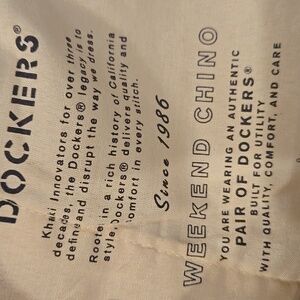 DOCKERS®
Khaki Innovators for over three
decades, the Dockers® legacy is to
define and disrupt the way we dress.
Rooted in a rich history of California
style, Dockers® delivers quality and
comfort in every stitch.
Since 1986
WEEKEND CHINO
YOU ARE WEARING AN AUTHENTIC
PAIR OF DOCKERS®
BUILT FOR UTILITY
WITH QUALITY, COMFORT, AND CARE